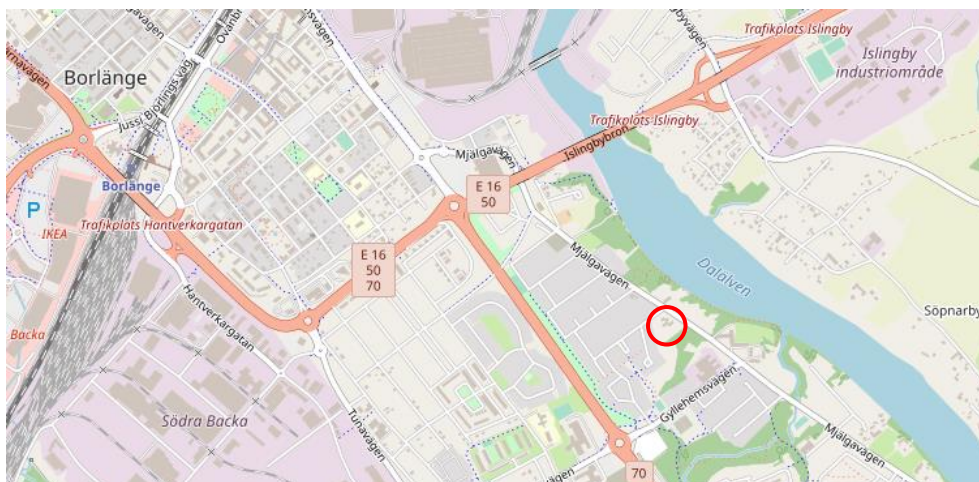 Trafikplats Islingby
Islingby
industriområde
Borlänge
Jussi Björlings väg
Trafikplats Islingby
Islingbybron
Mjälgavägen
Borlänge
E 16
50
P
IKEA
Trafikplats Hantverkargatan
E 16
50
70
Mjälgavägen
Dalälven
Hantverkargatan
Söpnarby
Backa
Södra Backa
Tunavägen
Gyllehemsvägen
Mjälgavägen
70